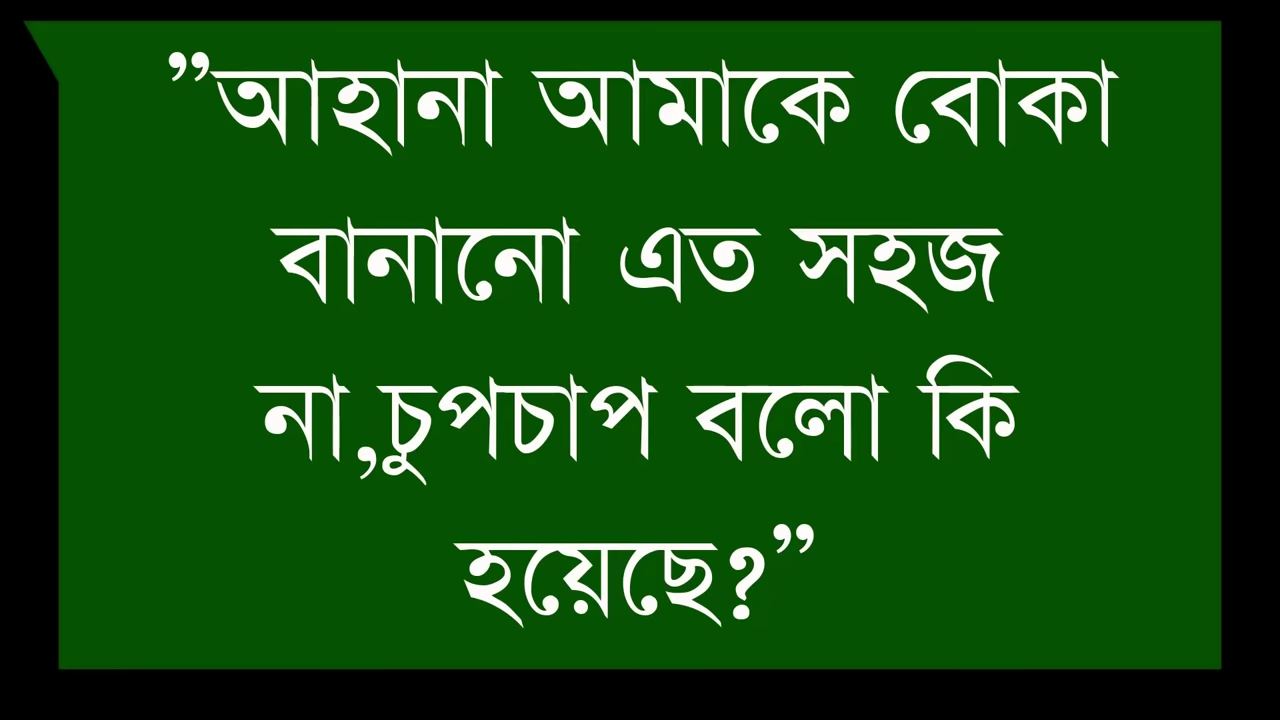 ”আহানা আমাকে বোকা
বানানো এত সহজ
না,চুপচাপ বলো কি
হয়েছে?”